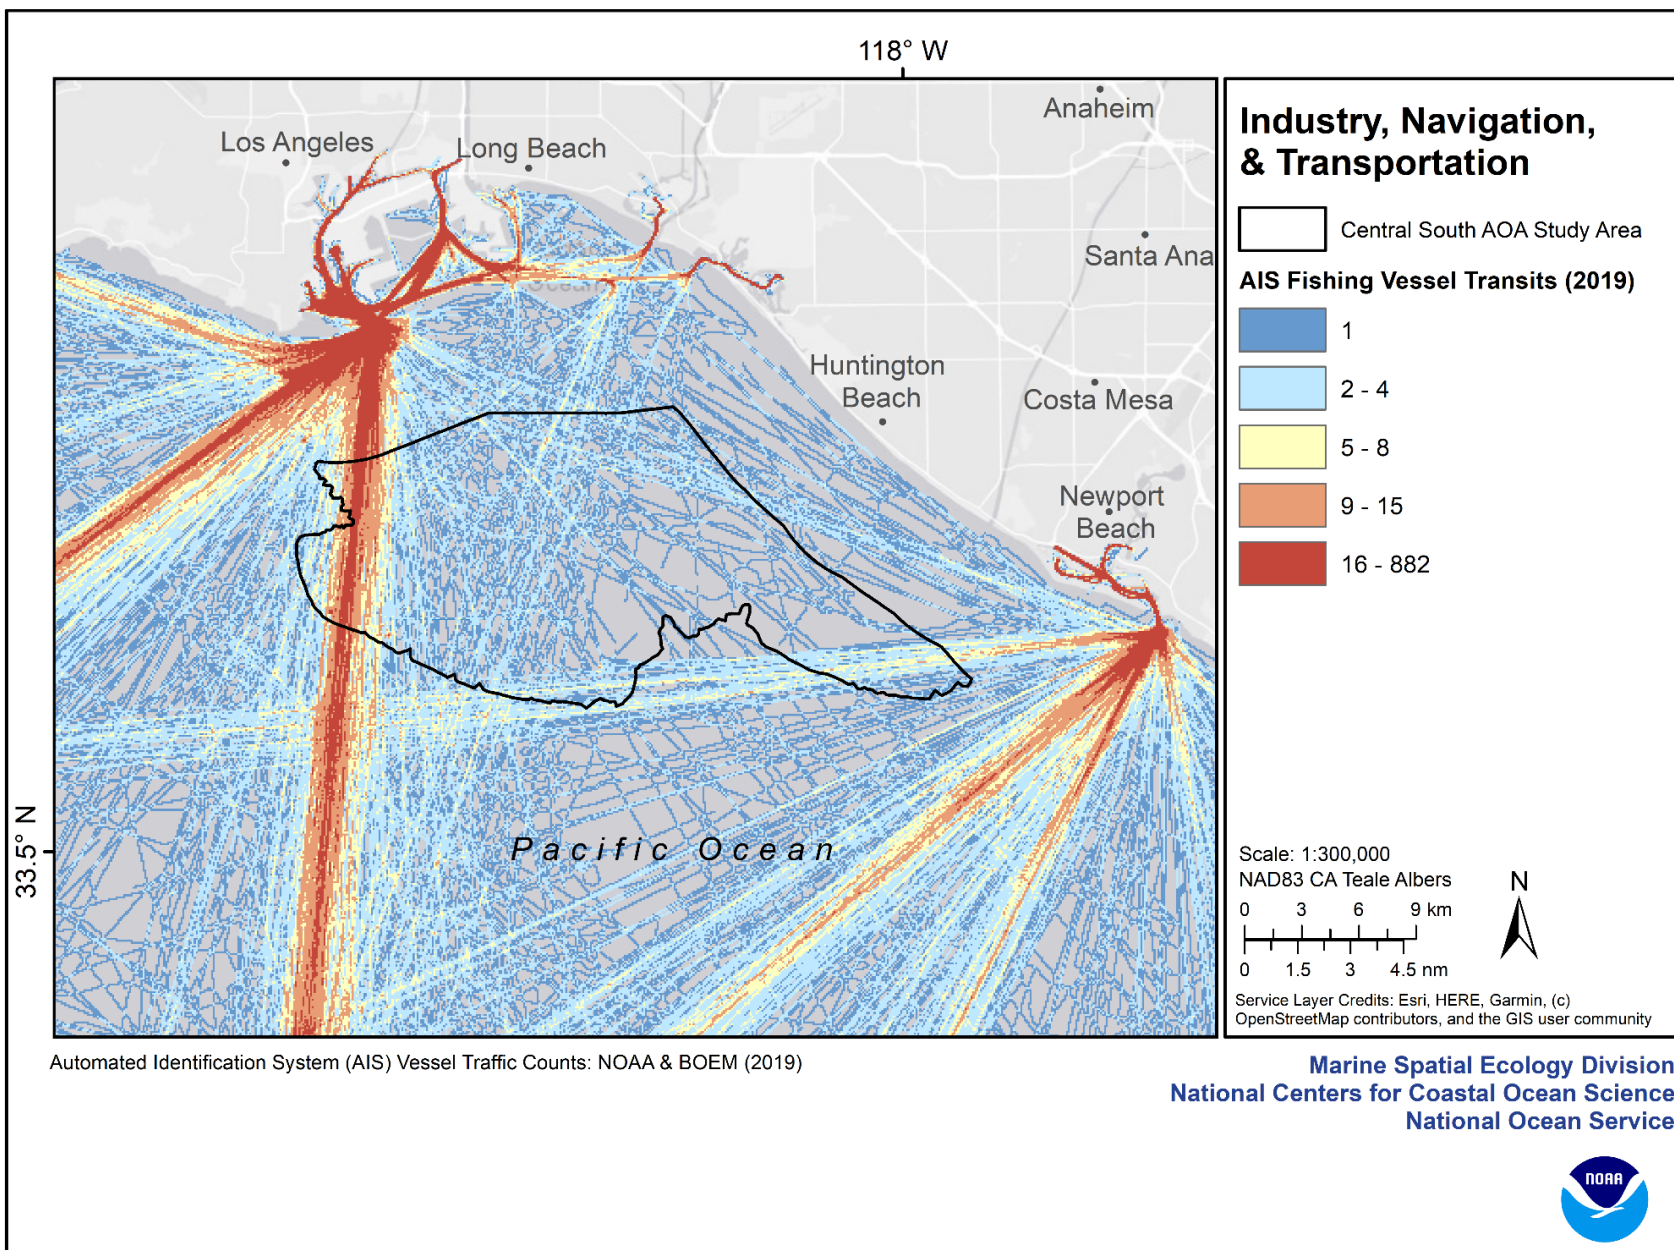 118° W
Anaheim
Los Angeles
Long Beach
Santa Ana
Huntington
Beach
Costa Mesa
Newport
Beach
33.5° N
Pacific Ocean
Industry, Navigation,
& Transportation
Central South AOA Study Area
AIS Fishing Vessel Transits (2019)
1
2 - 4
5 - 8
9 - 15
16 - 882
Scale: 1:300,000
NAD83 CA Teale Albers
0 3 6 9 km
0 1.5 3 4.5 nm
N
Service Layer Credits: Esri, HERE, Garmin, (c)
OpenStreetMap contributors, and the GIS user community
Automated Identification System (AIS) Vessel Traffic Counts: NOAA & BOEM (2019)
Marine Spatial Ecology Division
National Centers for Coastal Ocean Science
National Ocean Service
NOAA